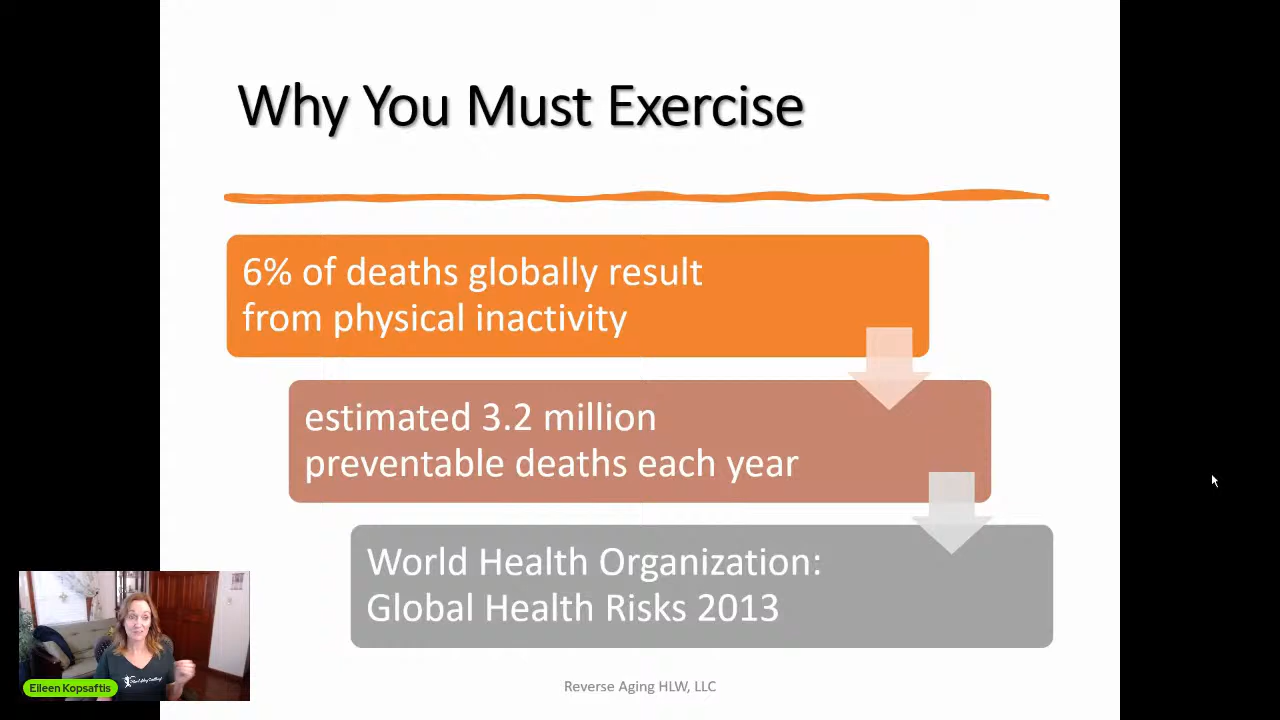 Why You Must Exercise
6% of deaths globally result
from physical inactivity
estimated 3.2 million
preventable deaths each year
World Health Organization:
Global Health Risks 2013
Eileen Kopsaftis
Reverse Aging HLW, LLC